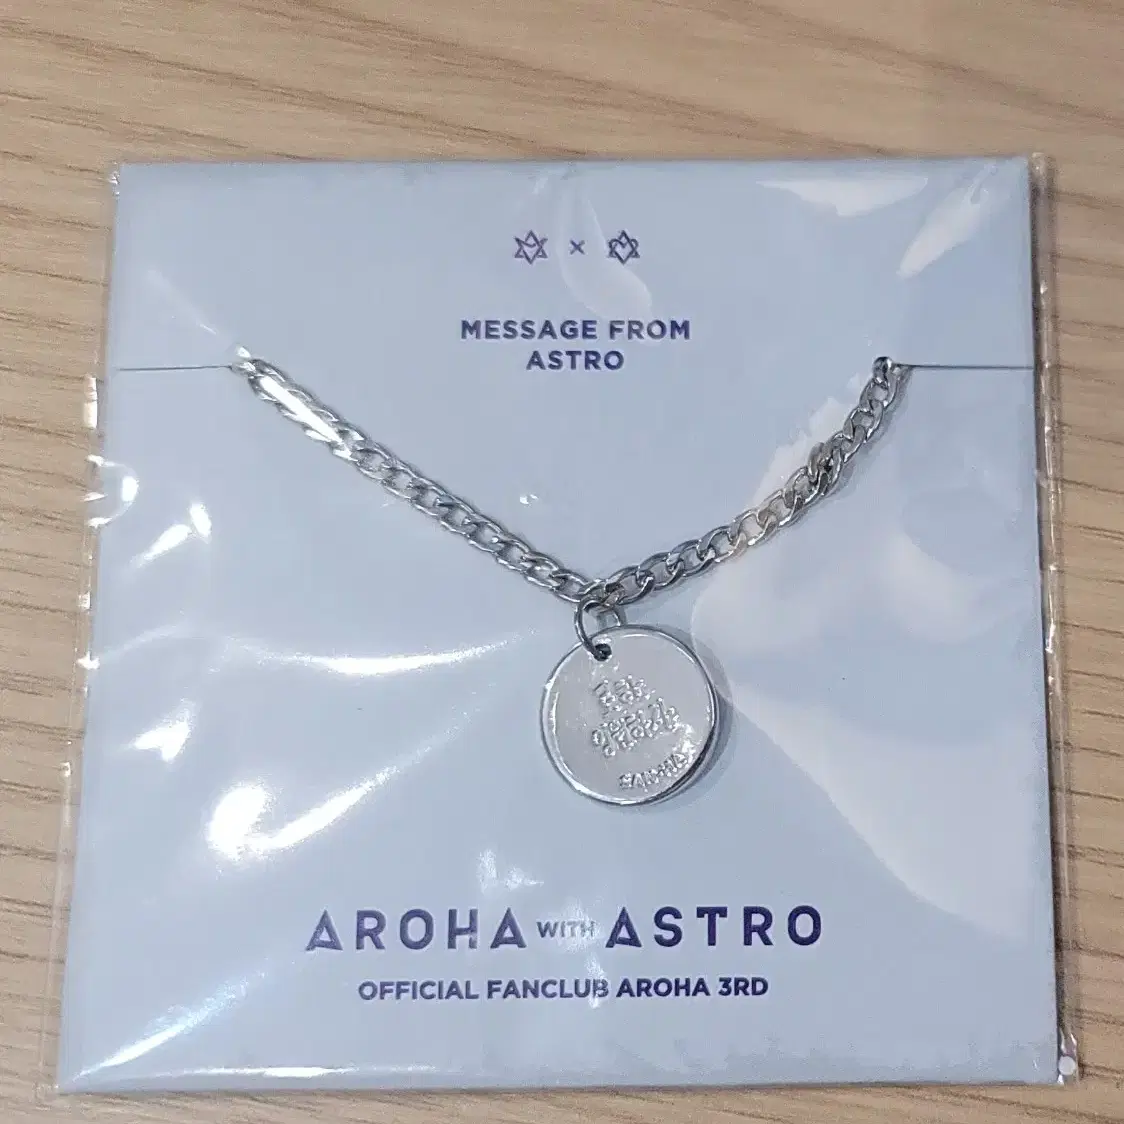 MESSAGE FROM
ASTRO
AROHA WITH ASTRO
OFFICIAL FANCLUB AROHA 3RD